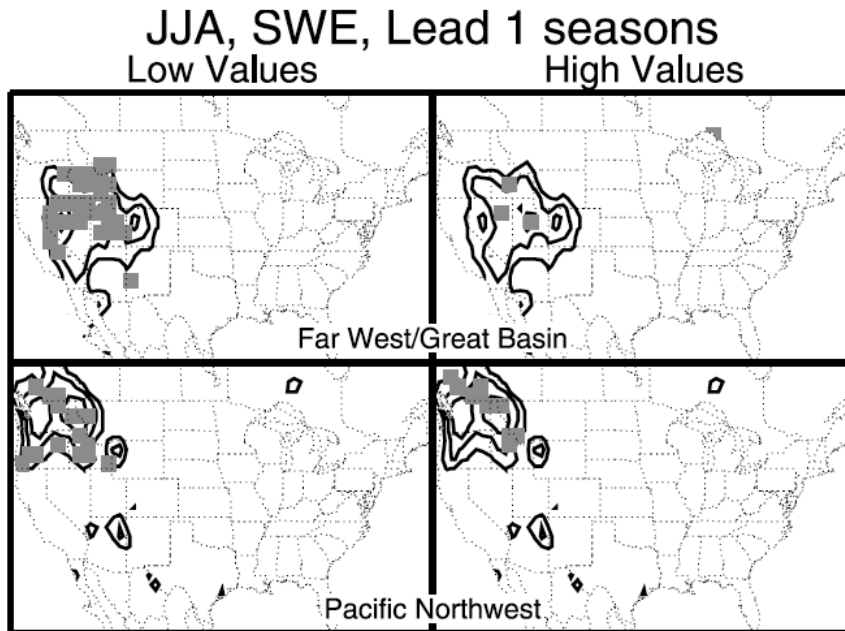 JJA, SWE, Lead 1 seasons
Low Values
High Values
Far West/Great Basin
Pacific Northwest